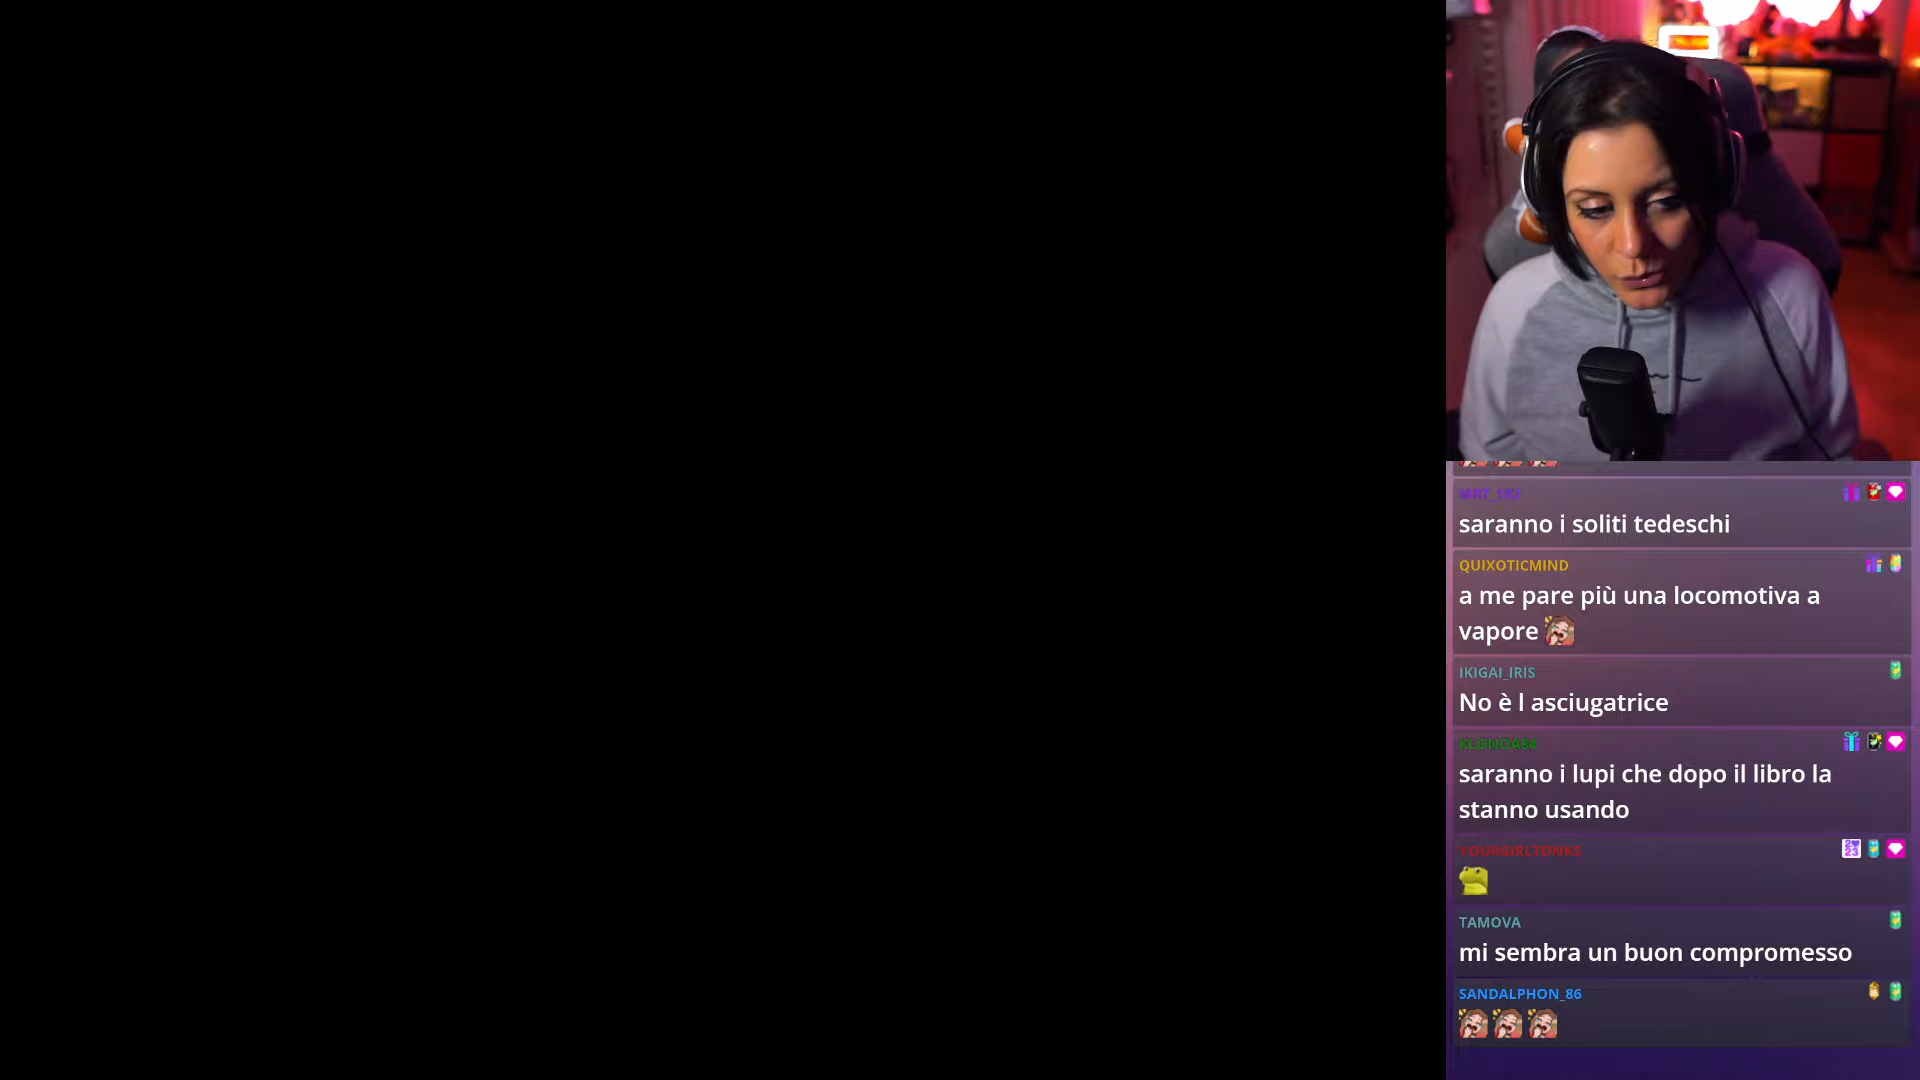 MRT_182
saranno i soliti tedeschi
QUIXOTICMIND
a me pare più una locomotiva a
vapore
IKIGAI_IRIS
No è l asciugatrice
KLONOA84
saranno i lupi che dopo il libro la
stanno usando
YOURGIRLTONKS
TAMOVA
mi sembra un buon compromesso
SANDALPHON_86